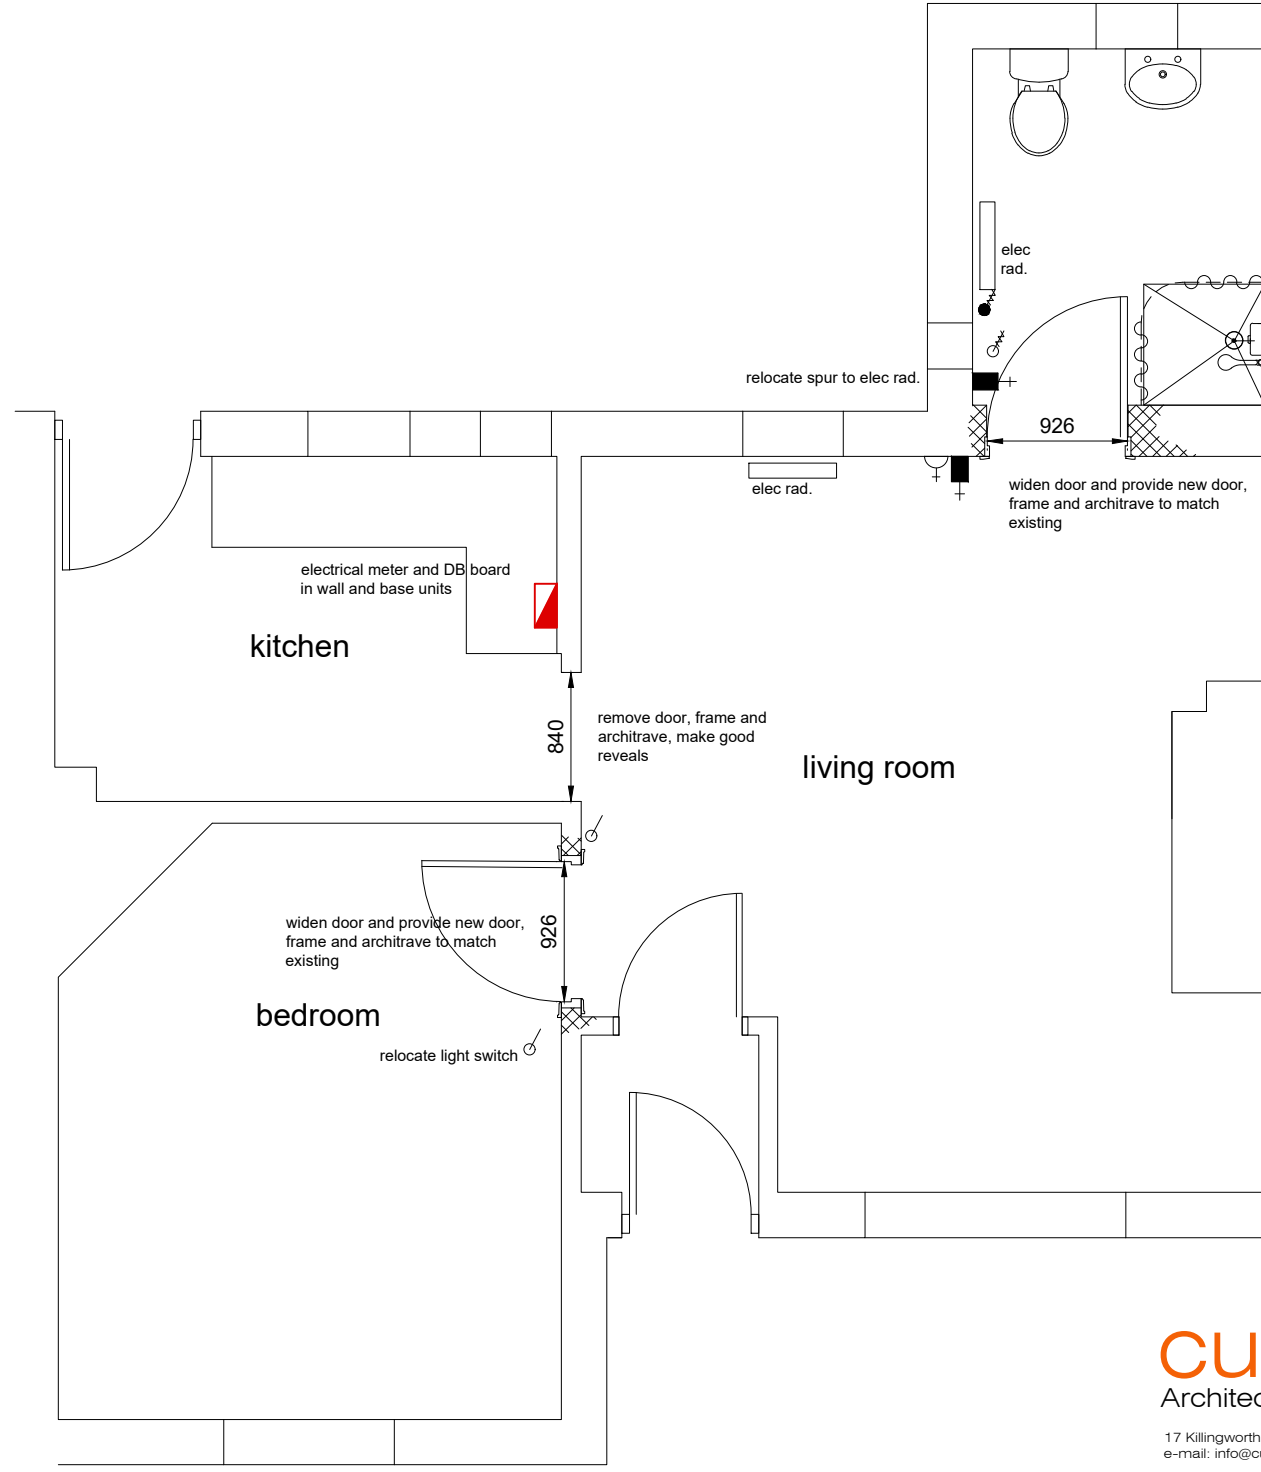 elec
rad.
relocate spur to elec rad.
926
elec rad.
widen door and provide new door,
frame and architrave to match
existing
electrical meter and DB board
in wall and base units
kitchen
840
remove door, frame and
architrave, make good
reveals
living room
widen door and provide new door,
frame and architrave to match
existing
926
bedroom
relocate light switch
cu
Architec
17 Killingworth
e-mail: info@cu